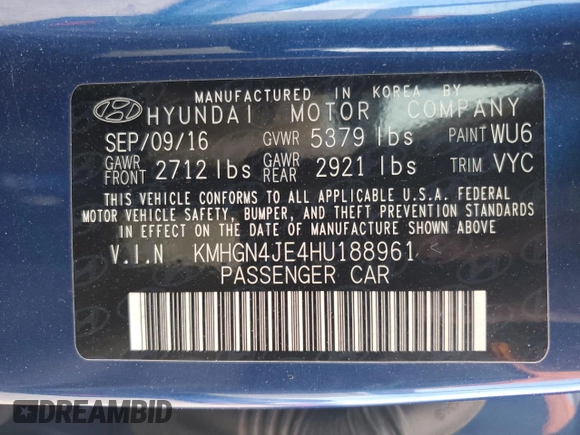 MANUFACTURED IN KOREA BY
HYUNDAI MOTOR COMPANY
SEP/09/16 GVWR 5379 lbs PAINT WU6
GAWR FRONT 2712 lbs GAWR REAR 2921 lbs TRIM VYC
THIS VEHICLE CONFORMS TO ALL APPLICABLE U.S.A. FEDERAL
MOTOR VEHICLE SAFETY, BUMPER, AND THEFT PREVENTION STANDARDS
IN EFFECT ON THE DATE OF MANUFACTURE SHOWN ABOVE.
V.I.N KMHGN4JE4HU188961
PASSENGER CAR
DREAMBID